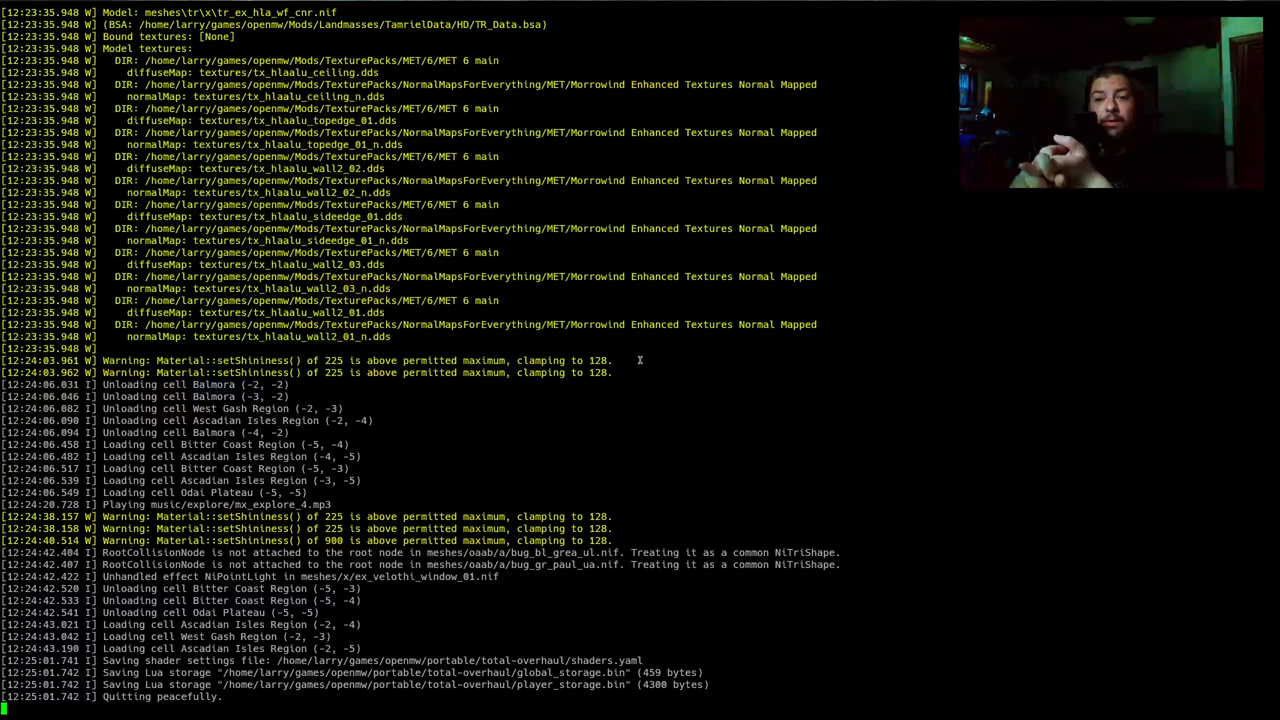 [12:23:35.948 W] Model: meshes\tr\x\tr_ex_hla_wf_cnr.nif
[12:23:35.948 W] (BSA: /home/larry/games/openmw/Mods/Landmasses/TamrielData/HD/TR_Data.bsa)
[12:23:35.948 W] Bound textures: [None]
[12:23:35.948 W] Model textures:
[12:23:35.948 W]   DIR: /home/larry/games/openmw/Mods/TexturePacks/MET/6/MET 6 main
[12:23:35.948 W]     diffuseMap: textures/tx_hlaalu_ceiling.dds
[12:23:35.948 W]   DIR: /home/larry/games/openmw/Mods/TexturePacks/NormalMapsForEverything/MET/Morrowind Enhanced Textures Normal Mapped
[12:23:35.948 W]     normalMap: textures/tx_hlaalu_ceiling_n.dds
[12:23:35.948 W]   DIR: /home/larry/games/openmw/Mods/TexturePacks/MET/6/MET 6 main
[12:23:35.948 W]     diffuseMap: textures/tx_hlaalu_topedge_01.dds
[12:23:35.948 W]   DIR: /home/larry/games/openmw/Mods/TexturePacks/NormalMapsForEverything/MET/Morrowind Enhanced Textures Normal Mapped
[12:23:35.948 W]     normalMap: textures/tx_hlaalu_topedge_01_n.dds
[12:23:35.948 W]   DIR: /home/larry/games/openmw/Mods/TexturePacks/MET/6/MET 6 main
[12:23:35.948 W]     diffuseMap: textures/tx_hlaalu_wall2_02.dds
[12:23:35.948 W]   DIR: /home/larry/games/openmw/Mods/TexturePacks/NormalMapsForEverything/MET/Morrowind Enhanced Textures Normal Mapped
[12:23:35.948 W]     normalMap: textures/tx_hlaalu_wall2_02_n.dds
[12:23:35.948 W]   DIR: /home/larry/games/openmw/Mods/TexturePacks/MET/6/MET 6 main
[12:23:35.948 W]     diffuseMap: textures/tx_hlaalu_sideedge_01.dds
[12:23:35.948 W]   DIR: /home/larry/games/openmw/Mods/TexturePacks/NormalMapsForEverything/MET/Morrowind Enhanced Textures Normal Mapped
[12:23:35.948 W]     normalMap: textures/tx_hlaalu_sideedge_01_n.dds
[12:23:35.948 W]   DIR: /home/larry/games/openmw/Mods/TexturePacks/MET/6/MET 6 main
[12:23:35.948 W]     diffuseMap: textures/tx_hlaalu_wall2_03.dds
[12:23:35.948 W]   DIR: /home/larry/games/openmw/Mods/TexturePacks/NormalMapsForEverything/MET/Morrowind Enhanced Textures Normal Mapped
[12:23:35.948 W]     normalMap: textures/tx_hlaalu_wall2_03_n.dds
[12:23:35.948 W]   DIR: /home/larry/games/openmw/Mods/TexturePacks/MET/6/MET 6 main
[12:23:35.948 W]     diffuseMap: textures/tx_hlaalu_wall2_01.dds
[12:23:35.948 W]   DIR: /home/larry/games/openmw/Mods/TexturePacks/NormalMapsForEverything/MET/Morrowind Enhanced Textures Normal Mapped
[12:23:35.948 W]     normalMap: textures/tx_hlaalu_wall2_01_n.dds
[12:23:35.948 W]
[12:24:03.961 W] Warning: Material::setShininess() of 225 is above permitted maximum, clamping to 128.
[12:24:03.962 W] Warning: Material::setShininess() of 225 is above permitted maximum, clamping to 128.
[12:24:06.031 I] Unloading cell Balmora (-2, -2)
[12:24:06.046 I] Unloading cell Balmora (-3, -2)
[12:24:06.082 I] Unloading cell West Gash Region (-2, -3)
[12:24:06.090 I] Unloading cell Ascadian Isles Region (-2, -4)
[12:24:06.094 I] Unloading cell Balmora (-4, -2)
[12:24:06.458 I] Loading cell Bitter Coast Region (-5, -4)
[12:24:06.482 I] Loading cell Ascadian Isles Region (-4, -5)
[12:24:06.517 I] Loading cell Bitter Coast Region (-5, -3)
[12:24:06.539 I] Loading cell Ascadian Isles Region (-3, -5)
[12:24:06.549 I] Loading cell Odai Plateau (-5, -5)
[12:24:20.728 I] Playing music/explore/mx_explore_4.mp3
[12:24:38.157 W] Warning: Material::setShininess() of 225 is above permitted maximum, clamping to 128.
[12:24:38.158 W] Warning: Material::setShininess() of 225 is above permitted maximum, clamping to 128.
[12:24:40.514 W] Warning: Material::setShininess() of 900 is above permitted maximum, clamping to 128.
[12:24:42.404 I] RootCollisionNode is not attached to the root node in meshes/oaab/a/bug_bl_grea_ul.nif. Treating it as a common NiTriShape.
[12:24:42.407 I] RootCollisionNode is not attached to the root node in meshes/oaab/a/bug_gr_paul_ua.nif. Treating it as a common NiTriShape.
[12:24:42.422 I] Unhandled effect NiPointLight in meshes/x/ex_velothi_window_01.nif
[12:24:42.520 I] Unloading cell Bitter Coast Region (-5, -3)
[12:24:42.533 I] Unloading cell Bitter Coast Region (-5, -4)
[12:24:42.541 I] Unloading cell Odai Plateau (-5, -5)
[12:24:43.021 I] Loading cell Ascadian Isles Region (-2, -4)
[12:24:43.042 I] Loading cell West Gash Region (-2, -3)
[12:24:43.190 I] Loading cell Ascadian Isles Region (-2, -5)
[12:25:01.741 I] Saving shader settings file: /home/larry/games/openmw/portable/total-overhaul/shaders.yaml
[12:25:01.742 I] Saving Lua storage "/home/larry/games/openmw/portable/total-overhaul/global_storage.bin" (459 bytes)
[12:25:01.742 I] Saving Lua storage "/home/larry/games/openmw/portable/total-overhaul/player_storage.bin" (4300 bytes)
[12:25:01.742 I] Quitting peacefully.